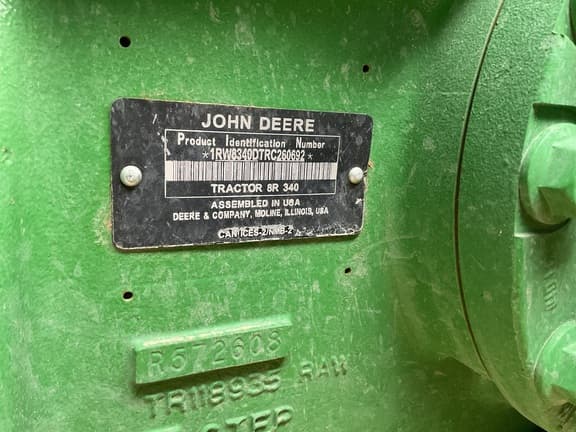 JOHN DEERE
Product Identification Number
*1RW8340DTRC260692*
TRACTOR 8R 340
ASSEMBLED IN USA
DEERE & COMPANY, MOLINE, ILLINOIS, USA
CAN ICES-2/NMB-2
R572608
TR118935 RAW